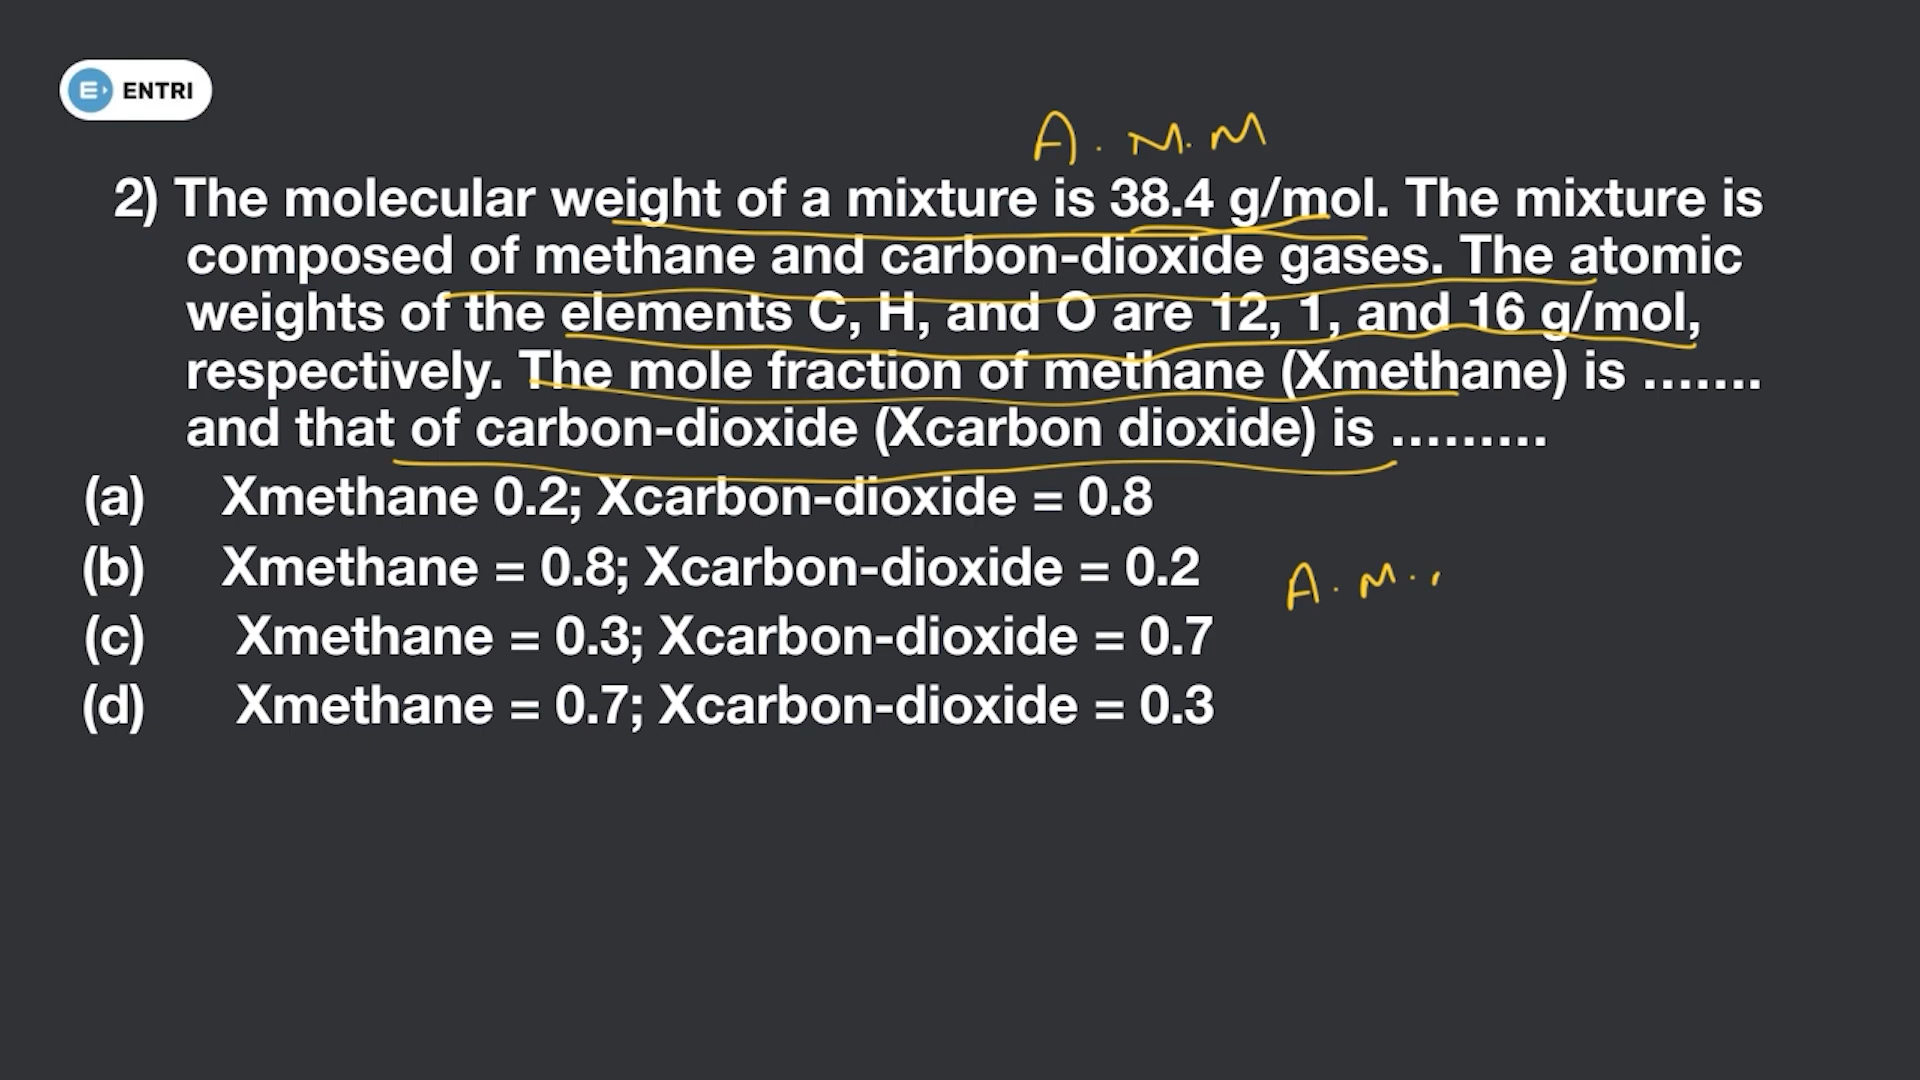 ENTRI
A. M. M
2) The molecular weight of a mixture is 38.4 g/mol. The mixture is
composed of methane and carbon-dioxide gases. The atomic
weights of the elements C, H, and O are 12, 1, and 16 g/mol,
respectively. The mole fraction of methane (Xmethane) is .......
and that of carbon-dioxide (Xcarbon dioxide) is .........
(a) Xmethane 0.2; Xcarbon-dioxide = 0.8
(b) Xmethane = 0.8; Xcarbon-dioxide = 0.2
A. M.
(c) Xmethane = 0.3; Xcarbon-dioxide = 0.7
(d) Xmethane = 0.7; Xcarbon-dioxide = 0.3